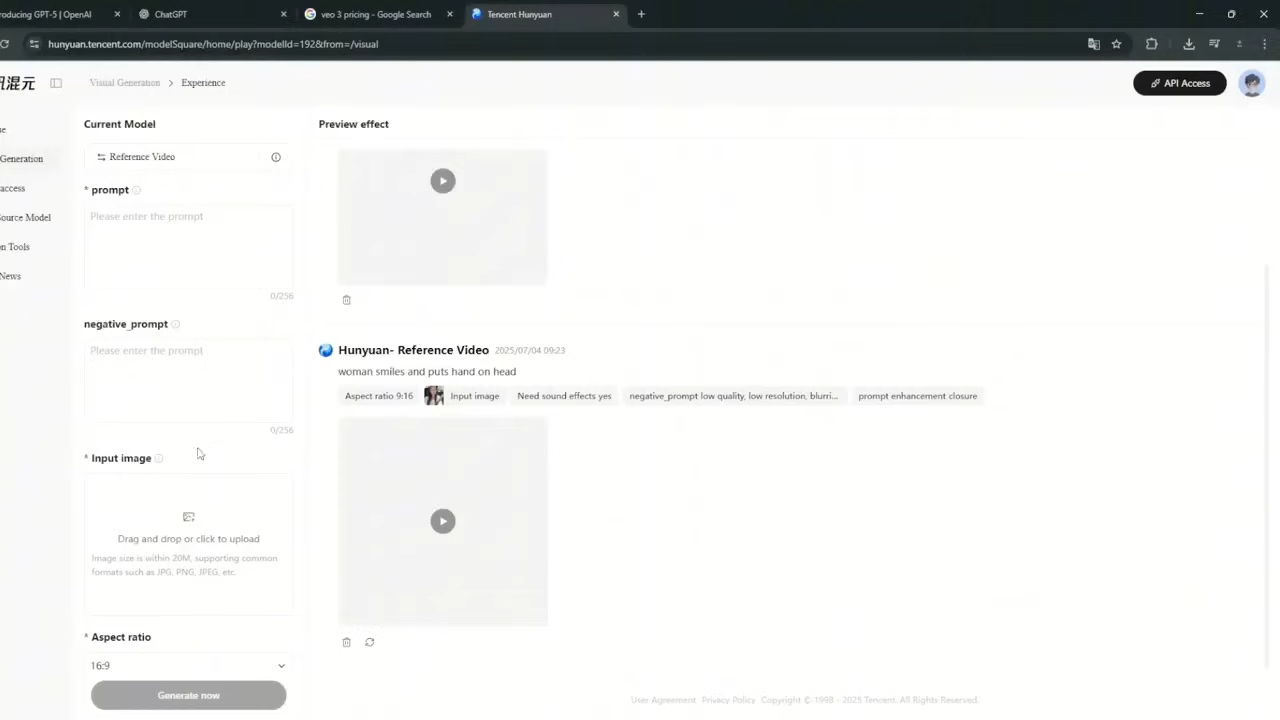 roducing GPT-5 | OpenAI
ChatGPT
veo 3 pricing - Google Search
Tencent Hunyuan
hunyuan.tencent.com/modelSquare/home/play?modelId=192&from=/visual
讯混元
Visual Generation > Experience
API Access
Generation
access
Source Model
on Tools
News
Current Model
Reference Video
* prompt
Please enter the prompt
0/256
negative_prompt
Please enter the prompt
0/256
* Input image
Drag and drop or click to upload
Image size is within 20M, supporting common
formats such as JPG, PNG, JPEG, etc.
* Aspect ratio
16:9
Generate now
Preview effect
Hunyuan- Reference Video 2025/07/04 09:23
woman smiles and puts hand on head
Aspect ratio 9:16 Input image Need sound effects yes negative_prompt low quality, low resolution, blurri... prompt enhancement closure
User Agreement Privacy Policy Copyright © 1998 - 2025 Tencent. All Rights Reserved.